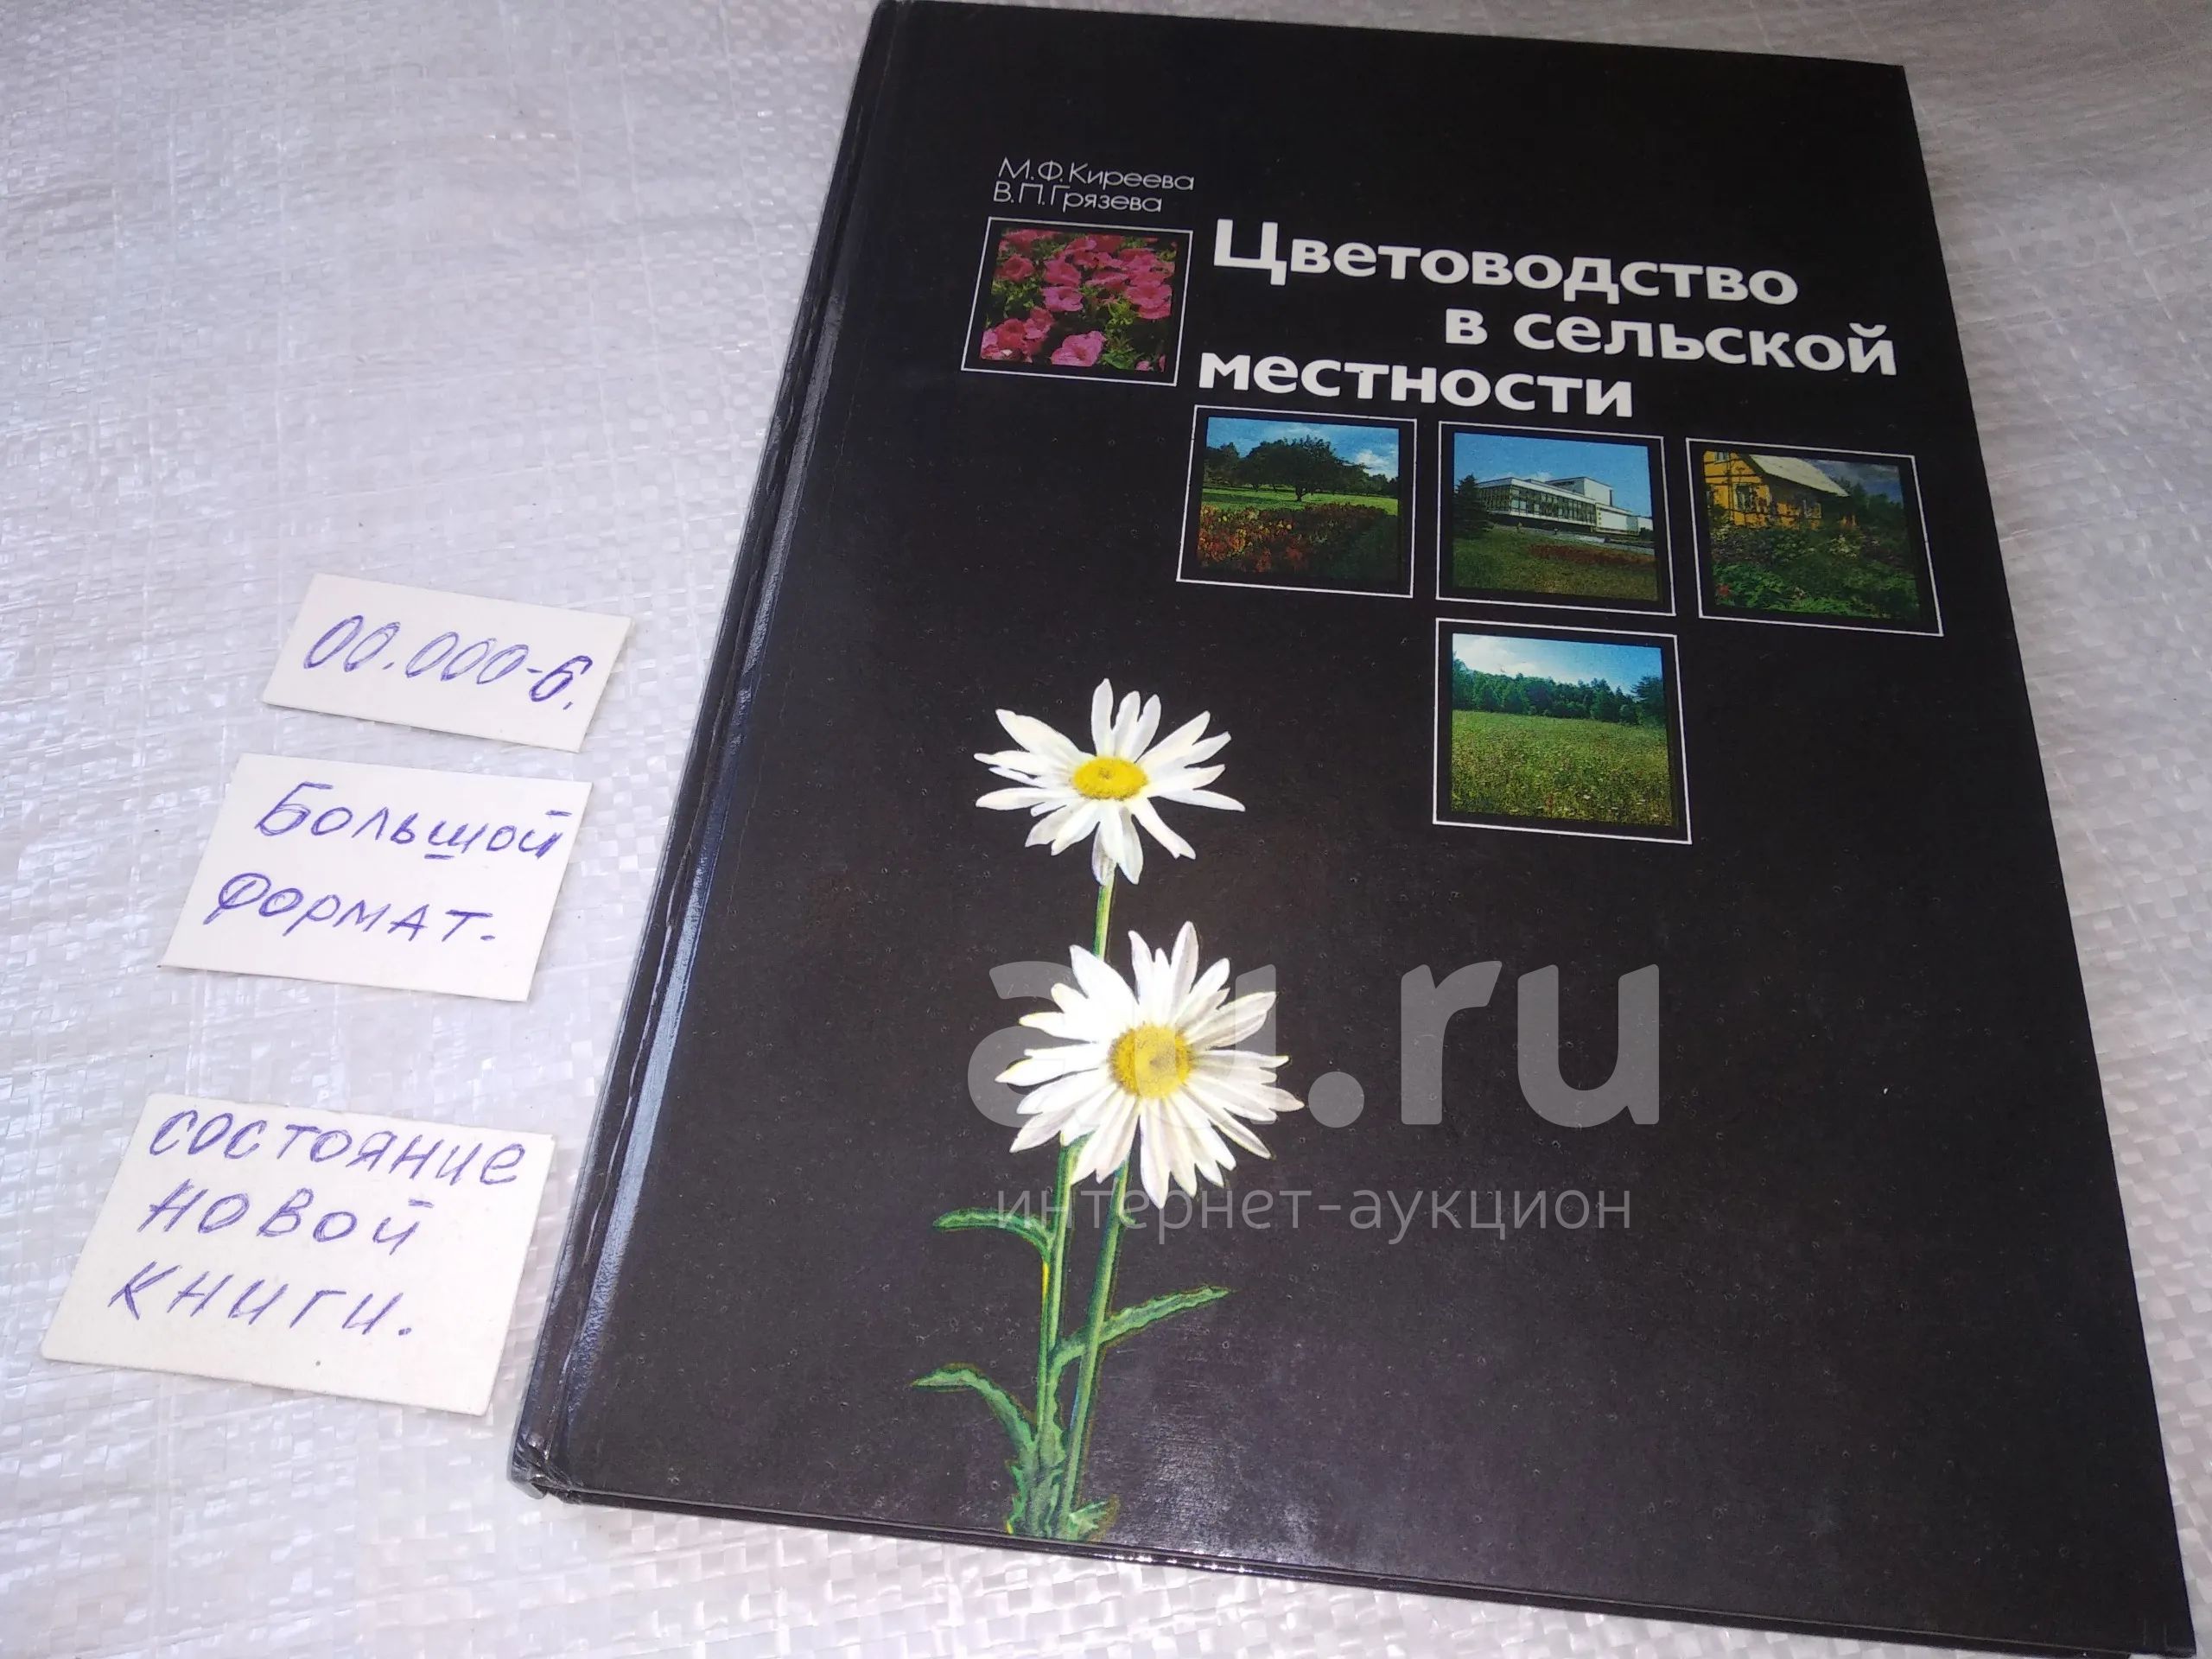 М.Ф.Киреева
В.П.Грязева
Цветоводство
в сельской
местности
00.000-б.
Большой
формат.
состояние
новой
книги.
au.ru
интернет-аукцион